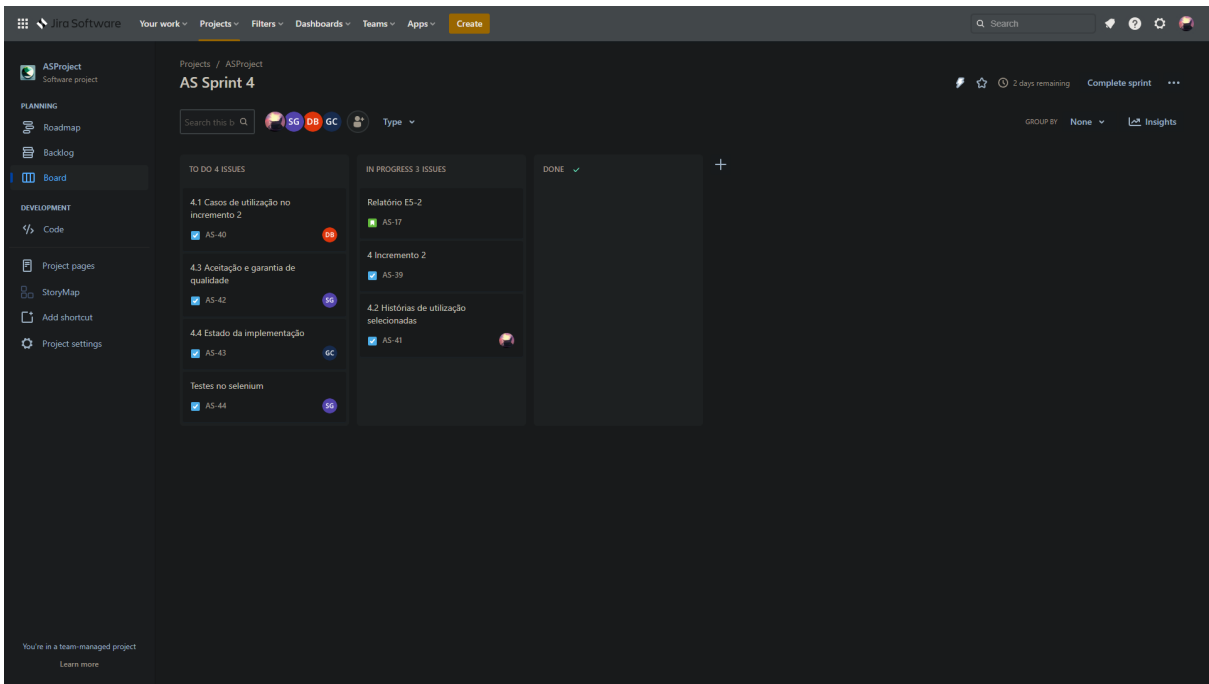 Jira Software Your work Projects Filters Dashboards Teams Apps Create Search
ASProject
Software project
PLANNING
Roadmap
Backlog
Board
DEVELOPMENT
Code
Project pages
StoryMap
Add shortcut
Project settings
You're in a team-managed project
Learn more
Projects / ASProject
AS Sprint 4
2 days remaining Complete sprint
Search this b SG DB GC Type
GROUP BY None Insights
TO DO 4 ISSUES
4.1 Casos de utilização no
incremento 2
AS-40 DB
4.3 Aceitação e garantia de
qualidade
AS-42 SG
4.4 Estado da implementação
AS-43 GC
Testes no selenium
AS-44 SG
IN PROGRESS 3 ISSUES
Relatório E5-2
AS-17
4 Incremento 2
AS-39
4.2 Histórias de utilização
selecionadas
AS-41
DONE